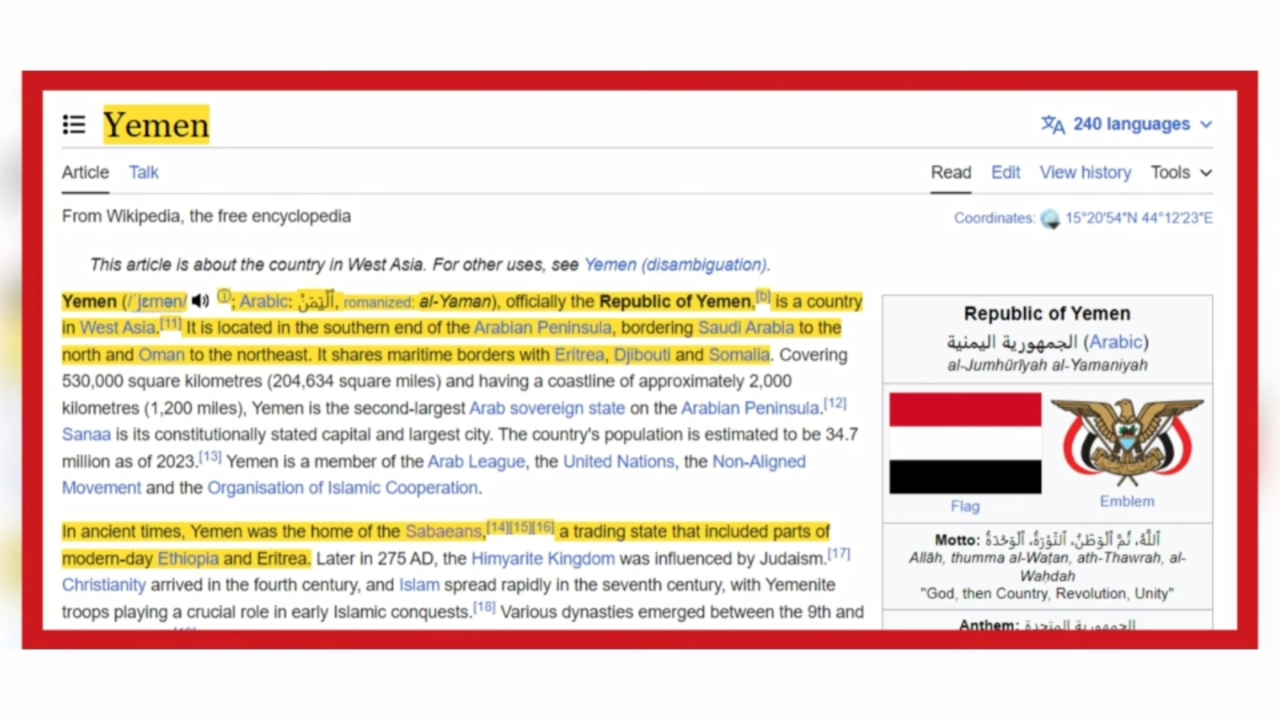 Yemen
240 languages
Article Talk
Read Edit View history Tools
From Wikipedia, the free encyclopedia
Coordinates: 15°20′54″N 44°12′23″E
This article is about the country in West Asia. For other uses, see Yemen (disambiguation).
Yemen (/ˈjɛmən/ ⓘ; Arabic: ٱلْيَمَنْ, romanized: al-Yaman), officially the Republic of Yemen,[b] is a country
in West Asia.[11] It is located in the southern end of the Arabian Peninsula, bordering Saudi Arabia to the
north and Oman to the northeast. It shares maritime borders with Eritrea, Djibouti and Somalia. Covering
530,000 square kilometres (204,634 square miles) and having a coastline of approximately 2,000
kilometres (1,200 miles), Yemen is the second-largest Arab sovereign state on the Arabian Peninsula.[12]
Sanaa is its constitutionally stated capital and largest city. The country's population is estimated to be 34.7
million as of 2023.[13] Yemen is a member of the Arab League, the United Nations, the Non-Aligned
Movement and the Organisation of Islamic Cooperation.
In ancient times, Yemen was the home of the Sabaeans,[14][15][16] a trading state that included parts of
modern-day Ethiopia and Eritrea. Later in 275 AD, the Himyarite Kingdom was influenced by Judaism.[17]
Christianity arrived in the fourth century, and Islam spread rapidly in the seventh century, with Yemenite
troops playing a crucial role in early Islamic conquests.[18] Various dynasties emerged between the 9th and
Republic of Yemen
الجمهورية اليمنية (Arabic)
al-Jumhūrīyah al-Yamaniyah
Flag
Emblem
Motto: ٱللَّهُ، ثُمَّ ٱلْوَطَنُ، ٱلثَّوْرَةُ، ٱلْوَحْدَةُ
Allāh, thumma al-Waṭan, ath-Thawrah, al-
Waḥdah
"God, then Country, Revolution, Unity"
Anthem: الجمهورية المتحدة